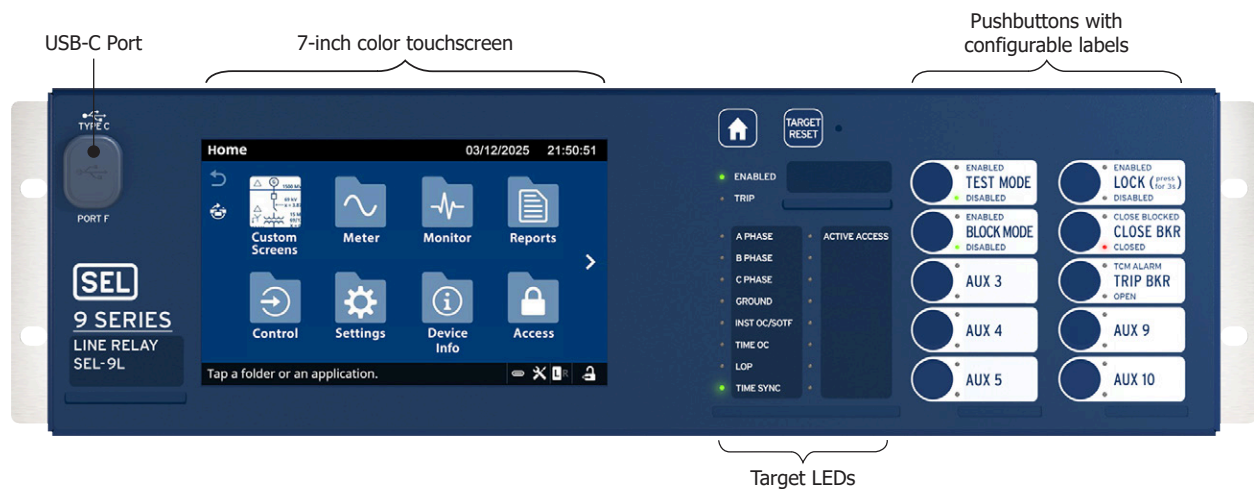 USB-C Port
7-inch color touchscreen
Pushbuttons with
configurable labels
TYPE C
PORT F
SEL
9 SERIES
LINE RELAY
SEL-9L
Home 03/12/2025 21:50:51
Custom
Screens
Meter
Monitor
Reports
Control
Settings
Device
Info
Access
Tap a folder or an application.
L R
TARGET
RESET
ENABLED
TRIP
A PHASE
B PHASE
C PHASE
GROUND
INST OC/SOTF
TIME OC
LOP
TIME SYNC
ACTIVE ACCESS
ENABLED
TEST MODE
DISABLED
ENABLED
BLOCK MODE
DISABLED
AUX 3
AUX 4
AUX 5
ENABLED
LOCK (press for 3s)
DISABLED
CLOSE BLOCKED
CLOSE BKR
CLOSED
TCM ALARM
TRIP BKR
OPEN
AUX 9
AUX 10
Target LEDs